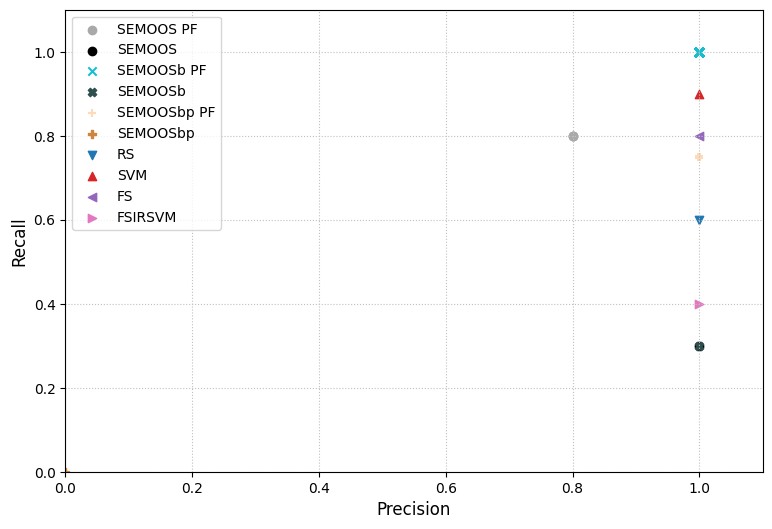 SEMOOS PF
SEMOOS
SEMOOSb PF
SEMOOSb
SEMOOSbp PF
SEMOOSbp
RS
SVM
FS
FSIRSVM
1.0
0.8
0.6
0.4
0.2
0.0
Recall
0.0 0.2 0.4 0.6 0.8 1.0
Precision